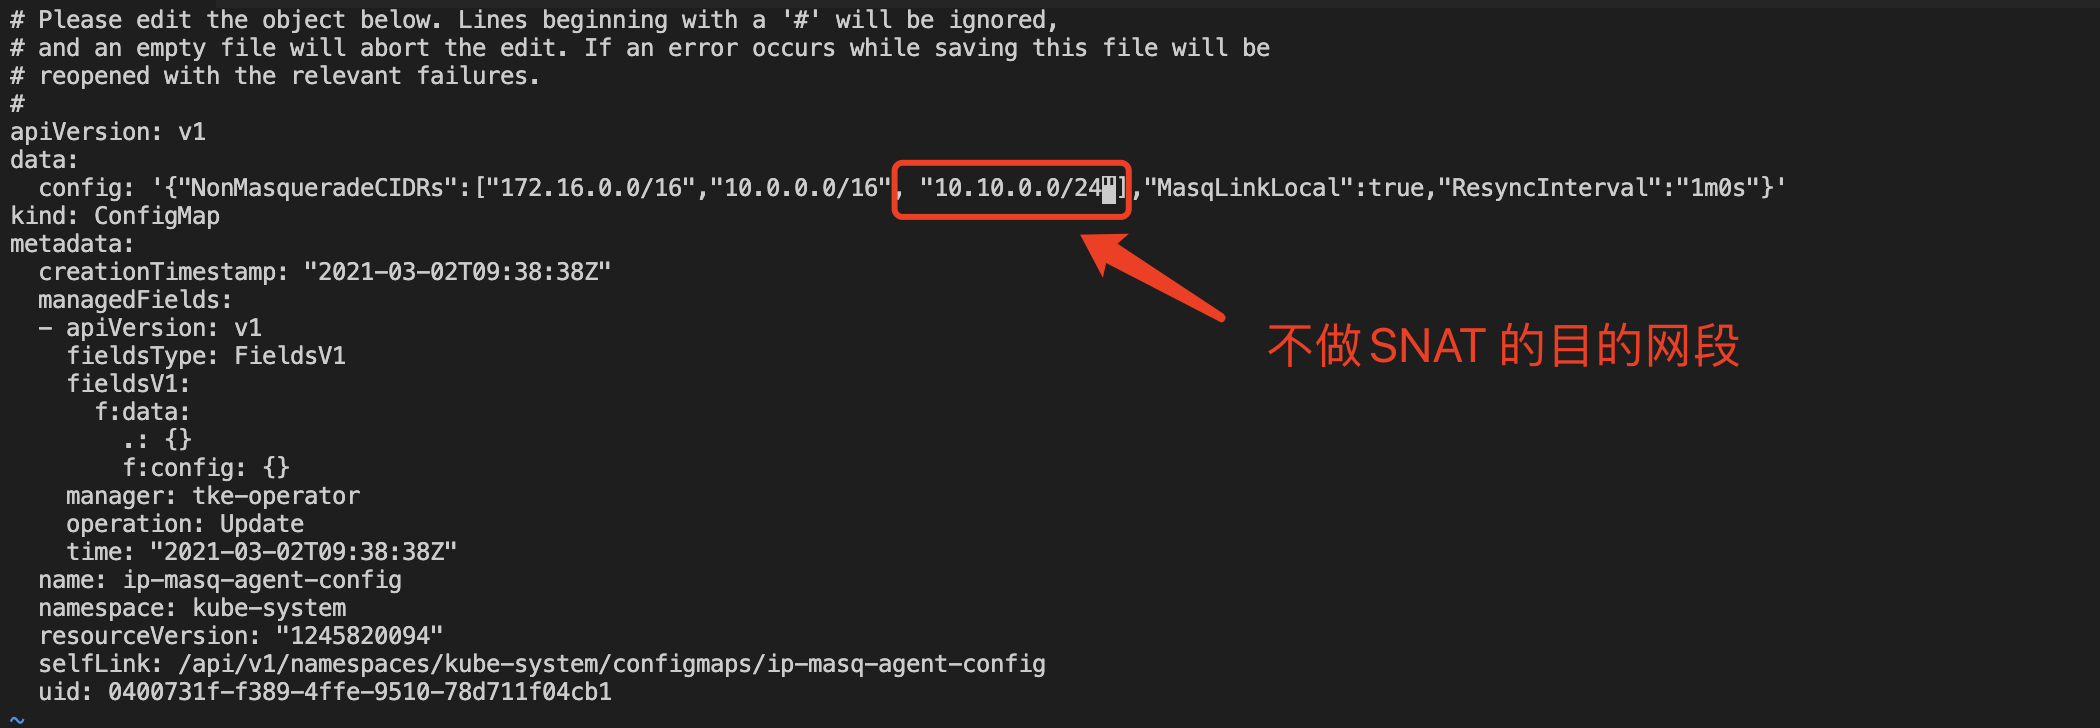 # Please edit the object below. Lines beginning with a '#' will be ignored,
# and an empty file will abort the edit. If an error occurs while saving this file will be
# reopened with the relevant failures.
#
apiVersion: v1
data:
  config: '{"NonMasqueradeCIDRs":["172.16.0.0/16","10.0.0.0/16", "10.10.0.0/24"],"MasqLinkLocal":true,"ResyncInterval":"1m0s"}'
kind: ConfigMap
metadata:
  creationTimestamp: "2021-03-02T09:38:38Z"
  managedFields:
  - apiVersion: v1
    fieldsType: FieldsV1
不做SNAT 的目的网段
    fieldsV1:
      f:data:
        .: {}
        f:config: {}
    manager: tke-operator
    operation: Update
    time: "2021-03-02T09:38:38Z"
  name: ip-masq-agent-config
  namespace: kube-system
  resourceVersion: "1245820094"
  selfLink: /api/v1/namespaces/kube-system/configmaps/ip-masq-agent-config
  uid: 0400731f-f389-4ffe-9510-78d711f04cb1
~